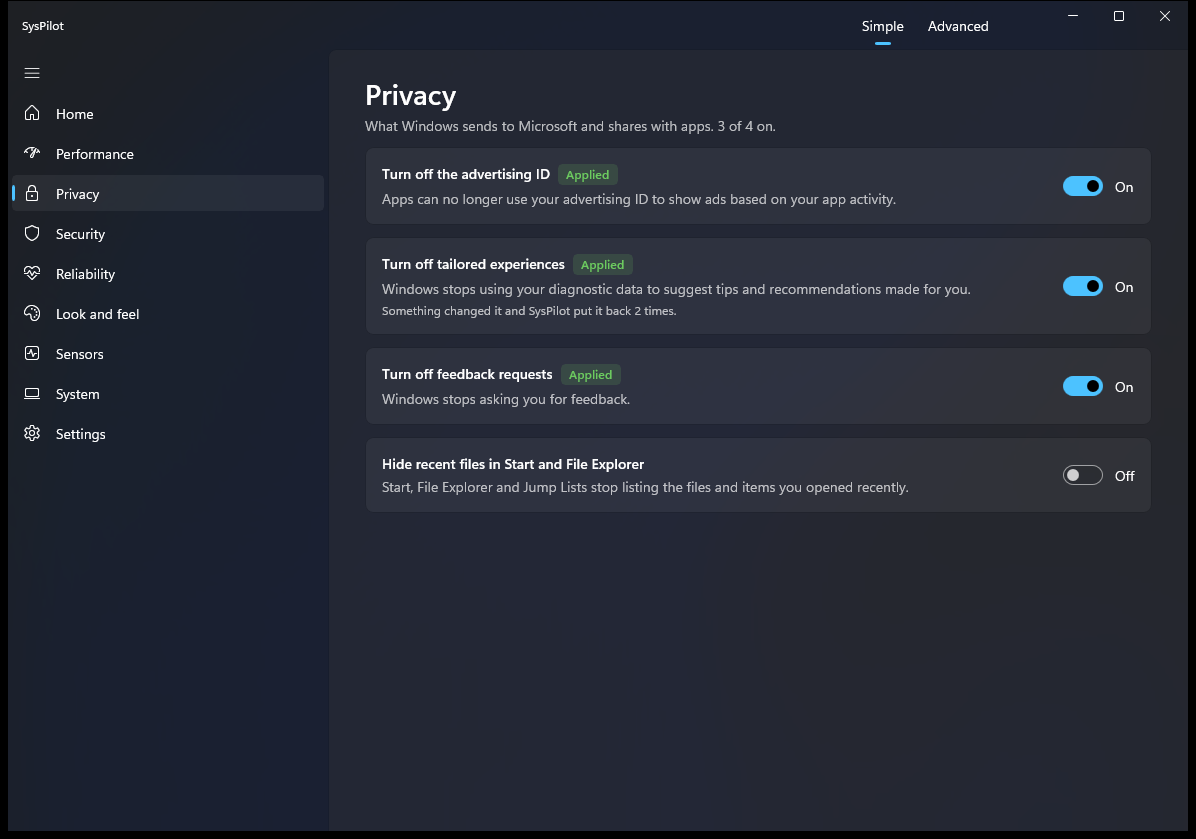 SysPilot
Simple
Advanced
Home
Performance
Privacy
Security
Reliability
Look and feel
Sensors
System
Settings
Privacy
What Windows sends to Microsoft and shares with apps. 3 of 4 on.
Turn off the advertising ID Applied
Apps can no longer use your advertising ID to show ads based on your app activity.
On
Turn off tailored experiences Applied
Windows stops using your diagnostic data to suggest tips and recommendations made for you.
Something changed it and SysPilot put it back 2 times.
On
Turn off feedback requests Applied
Windows stops asking you for feedback.
On
Hide recent files in Start and File Explorer
Start, File Explorer and Jump Lists stop listing the files and items you opened recently.
Off